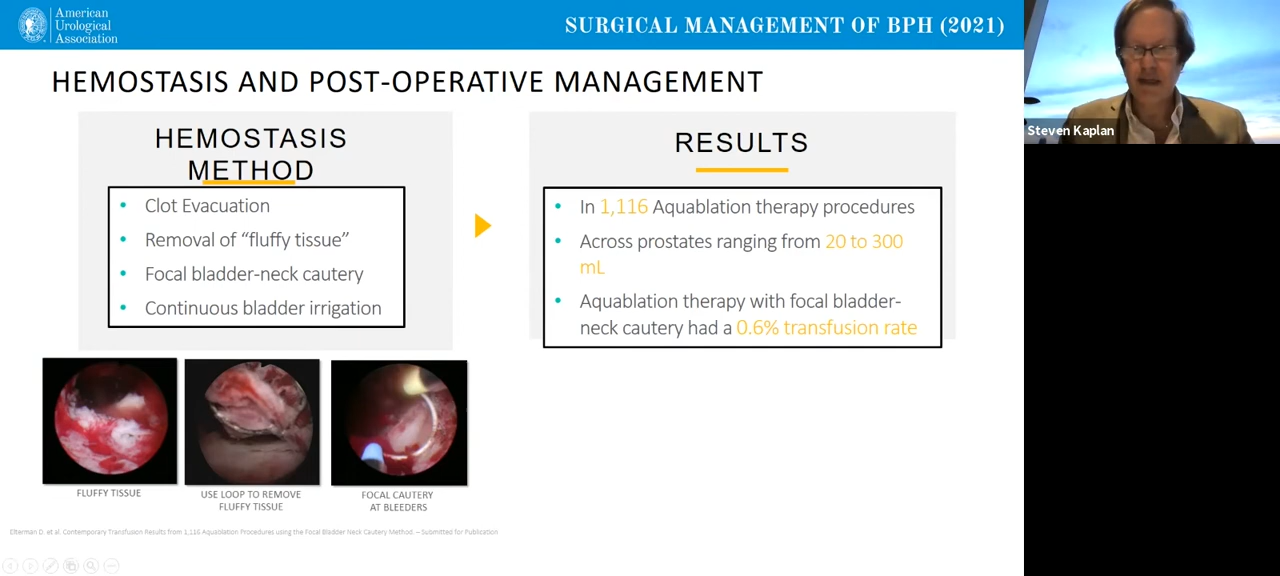 American
Urological
Association
SURGICAL MANAGEMENT OF BPH (2021)
Steven Kaplan
HEMOSTASIS AND POST-OPERATIVE MANAGEMENT
HEMOSTASIS
METHOD
• Clot Evacuation
• Removal of “fluffy tissue”
• Focal bladder-neck cautery
• Continuous bladder irrigation
RESULTS
• In 1,116 Aquablation therapy procedures
• Across prostates ranging from 20 to 300
mL
• Aquablation therapy with focal bladder-
neck cautery had a 0.6% transfusion rate
FLUFFY TISSUE
USE LOOP TO REMOVE
FLUFFY TISSUE
FOCAL CAUTERY
AT BLEEDERS
Elterman D. et al. Contemporary Transfusion Results from 1,116 Aquablation Procedures using the Focal Bladder Neck Cautery Method. – Submitted for Publication